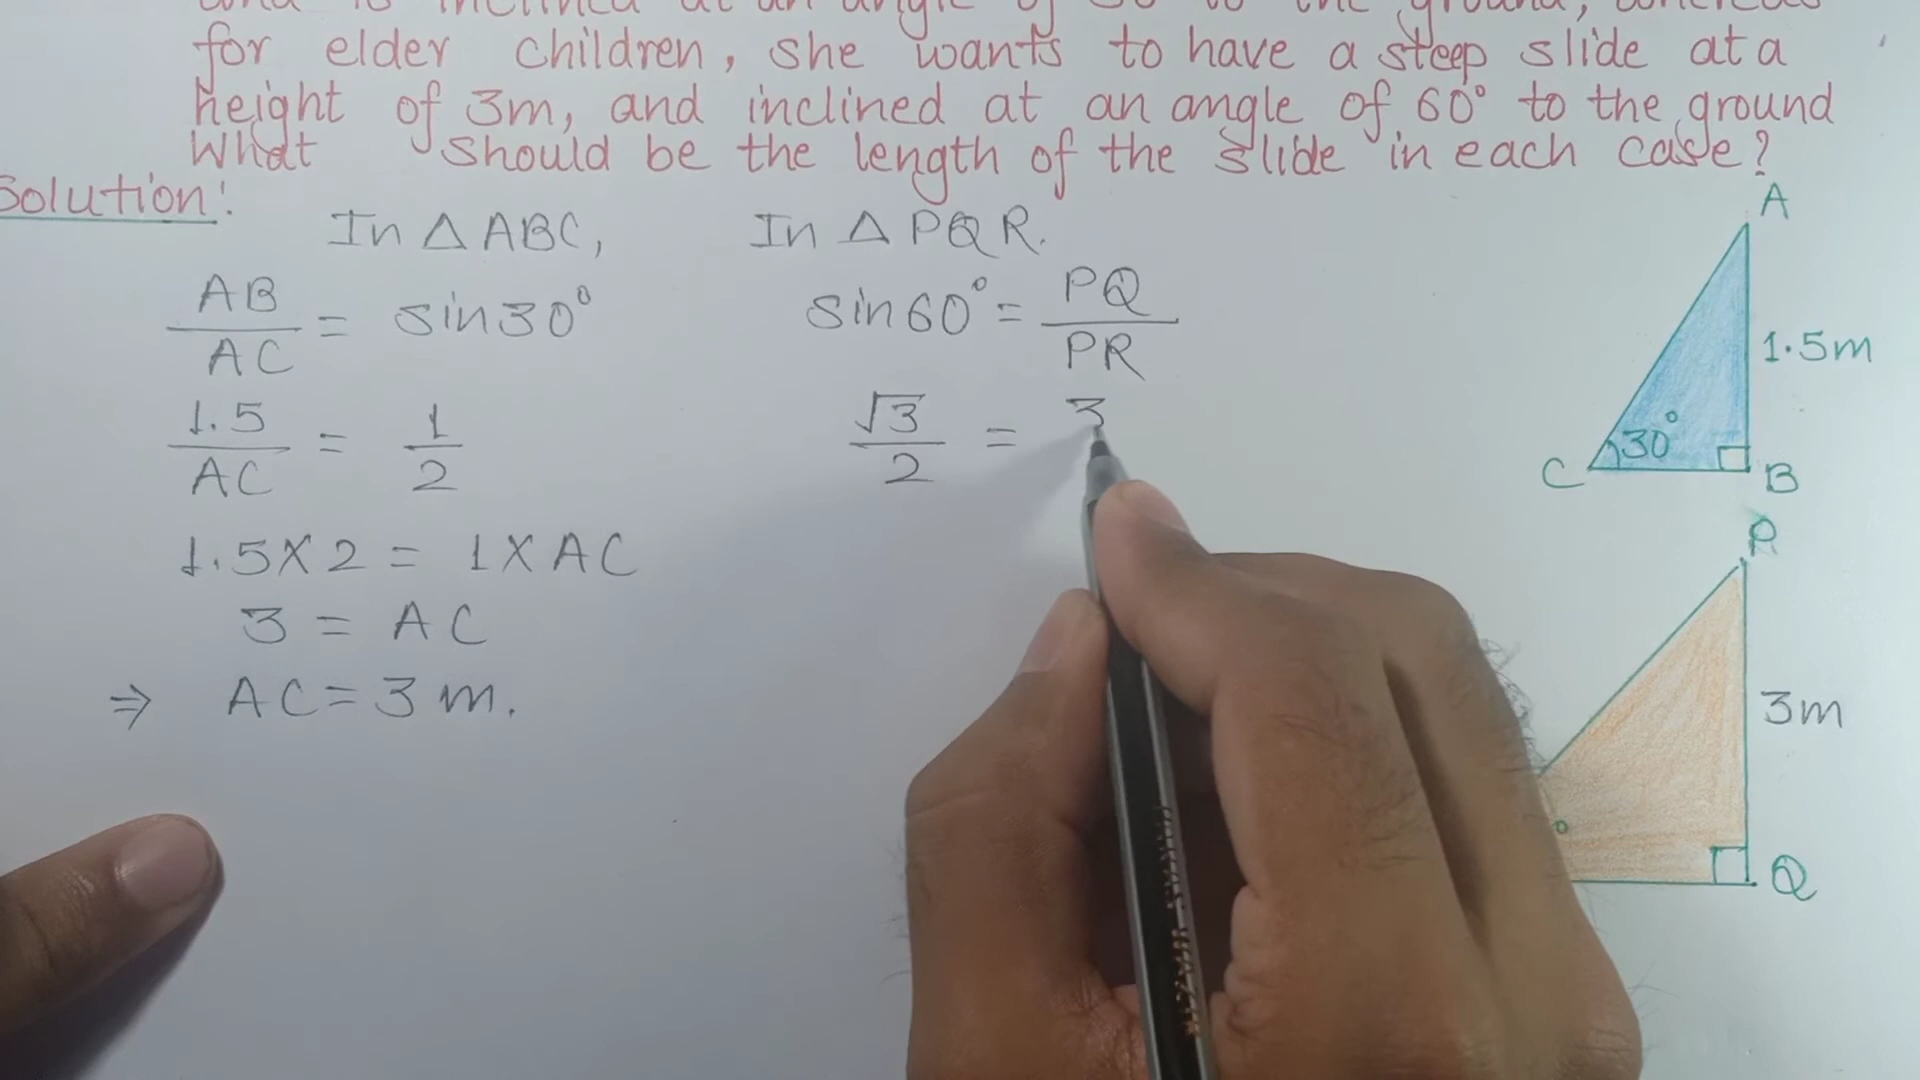 for elder children, she wants to have a steep slide at a
height of 3m, and inclined at an angle of 60° to the ground
What should be the length of the slide in each case?
Solution:
In △ABC,
AB/AC = sin30°
1.5/AC = 1/2
1.5×2 = 1×AC
3 = AC
⇒ AC = 3m.
In △PQR.
sin60° = PQ/PR
√3/2 = 3
A
1.5m
30°
C
B
P
3m
Q